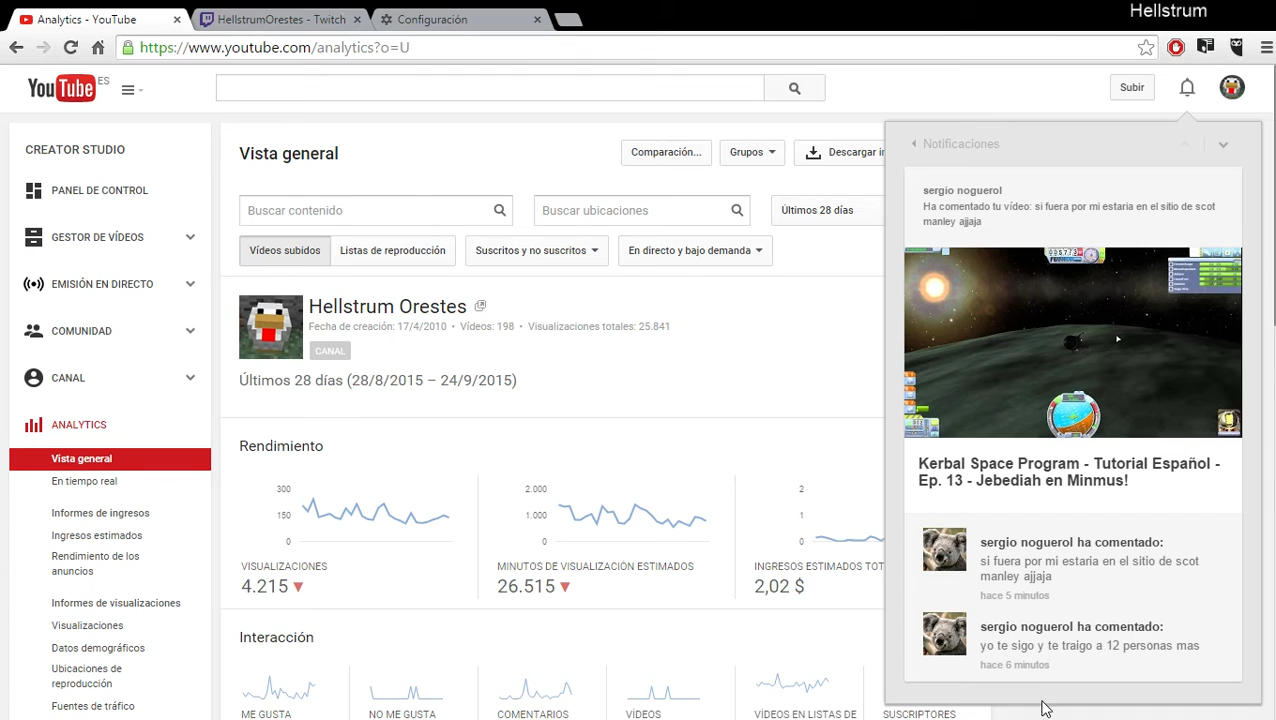 Hellstrum
Analytics - YouTube
HellstrumOrestes - Twitch
Configuración
https://www.youtube.com/analytics?o=U
YouTube ES
Subir
CREATOR STUDIO
PANEL DE CONTROL
GESTOR DE VÍDEOS
EMISIÓN EN DIRECTO
COMUNIDAD
CANAL
ANALYTICS
Vista general
En tiempo real
Informes de ingresos
Ingresos estimados
Rendimiento de los
anuncios
Informes de visualizaciones
Visualizaciones
Datos demográficos
Ubicaciones de
reproducción
Fuentes de tráfico
Vista general
Comparación...
Grupos
Descargar in
Buscar contenido
Buscar ubicaciones
Últimos 28 días
Vídeos subidos
Listas de reproducción
Suscritos y no suscritos
En directo y bajo demanda
Hellstrum Orestes
Fecha de creación: 17/4/2010 • Vídeos: 198 • Visualizaciones totales: 25.841
CANAL
Últimos 28 días (28/8/2015 – 24/9/2015)
Rendimiento
300
150
0
VISUALIZACIONES
4.215
2.000
1.000
0
MINUTOS DE VISUALIZACIÓN ESTIMADOS
26.515
2
1
0
INGRESOS ESTIMADOS TOT
2,02 $
Interacción
ME GUSTA
NO ME GUSTA
COMENTARIOS
VÍDEOS
VÍDEOS EN LISTAS DE
SUSCRIPTORES
Notificaciones
sergio noguerol
Ha comentado tu vídeo: si fuera por mi estaria en el sitio de scot
manley ajjaja
Kerbal Space Program - Tutorial Español -
Ep. 13 - Jebediah en Minmus!
sergio noguerol ha comentado:
si fuera por mi estaria en el sitio de scot
manley ajjaja
hace 5 minutos
sergio noguerol ha comentado:
yo te sigo y te traigo a 12 personas mas
hace 6 minutos